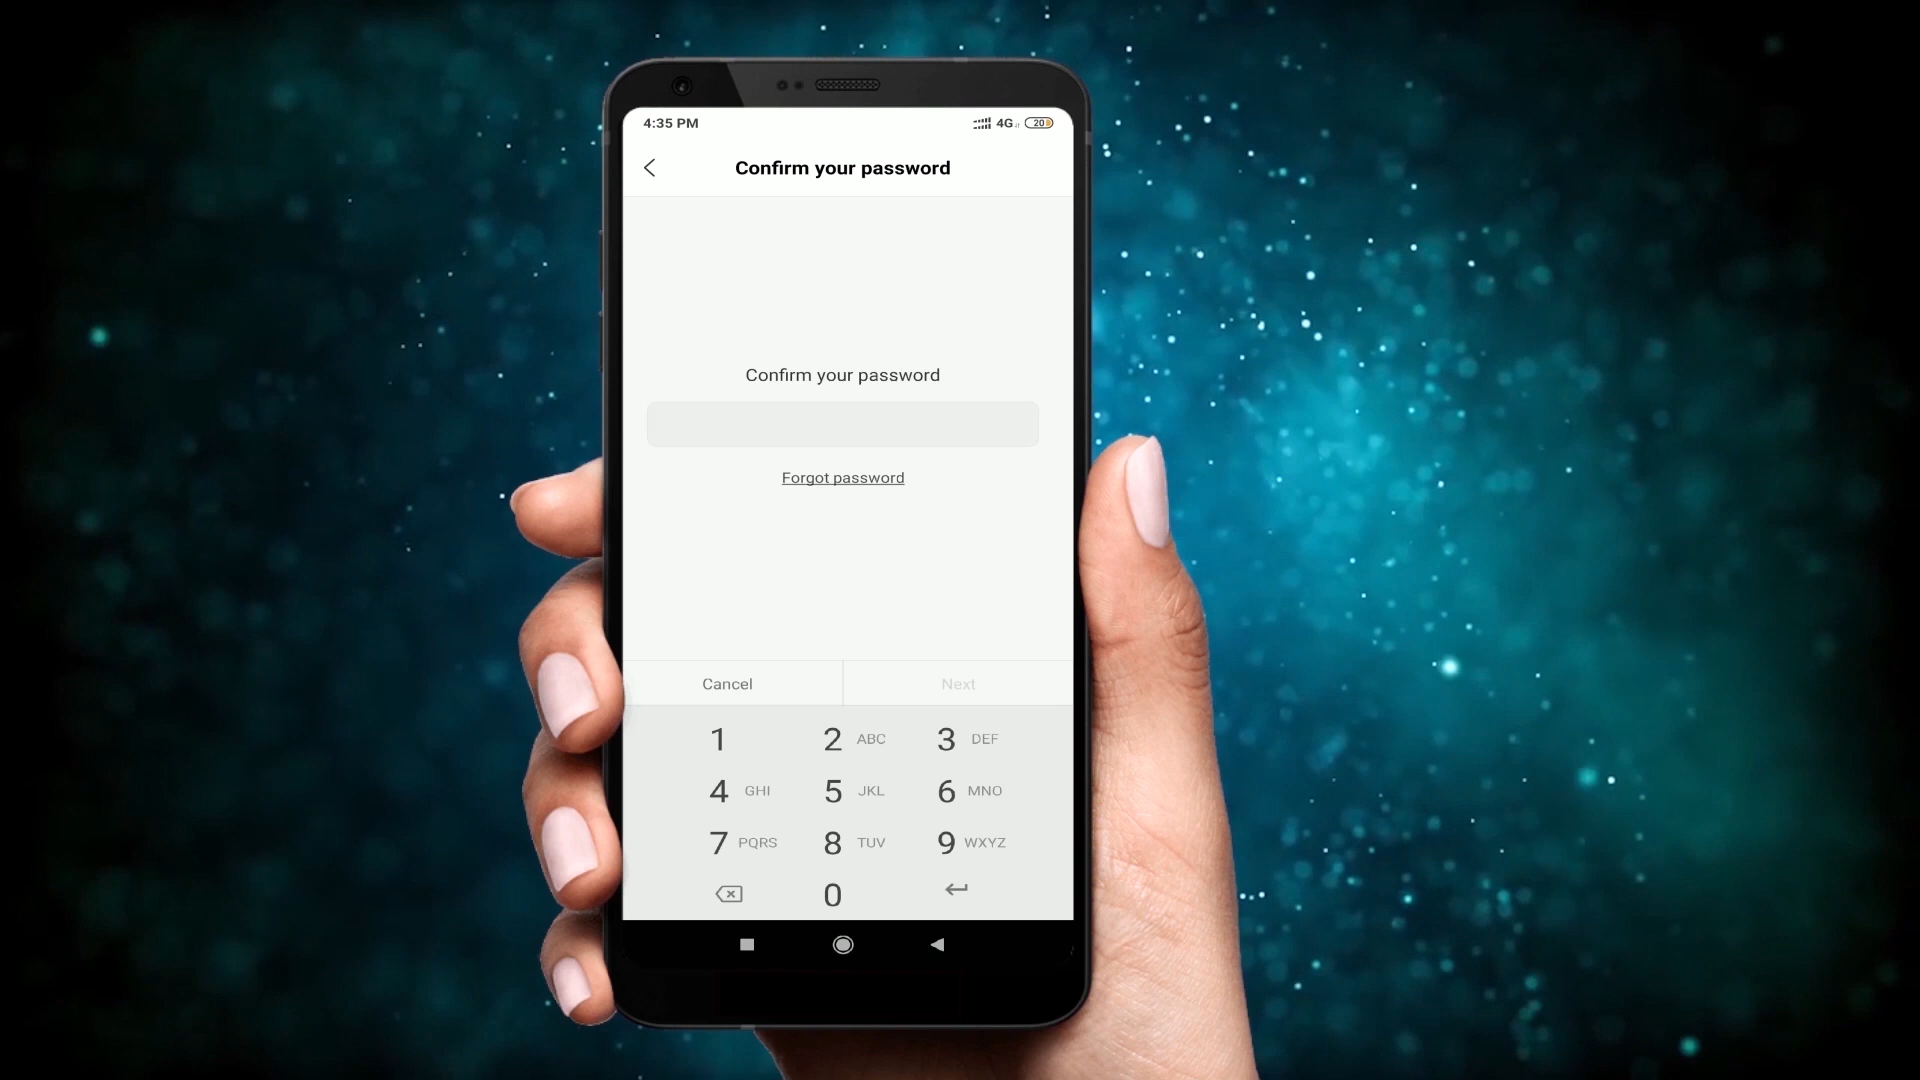 4:35 PM 4G 20
Confirm your password
Confirm your password
Forgot password
Cancel Next
1 2 ABC 3 DEF
4 GHI 5 JKL 6 MNO
7 PQRS 8 TUV 9 WXYZ
0